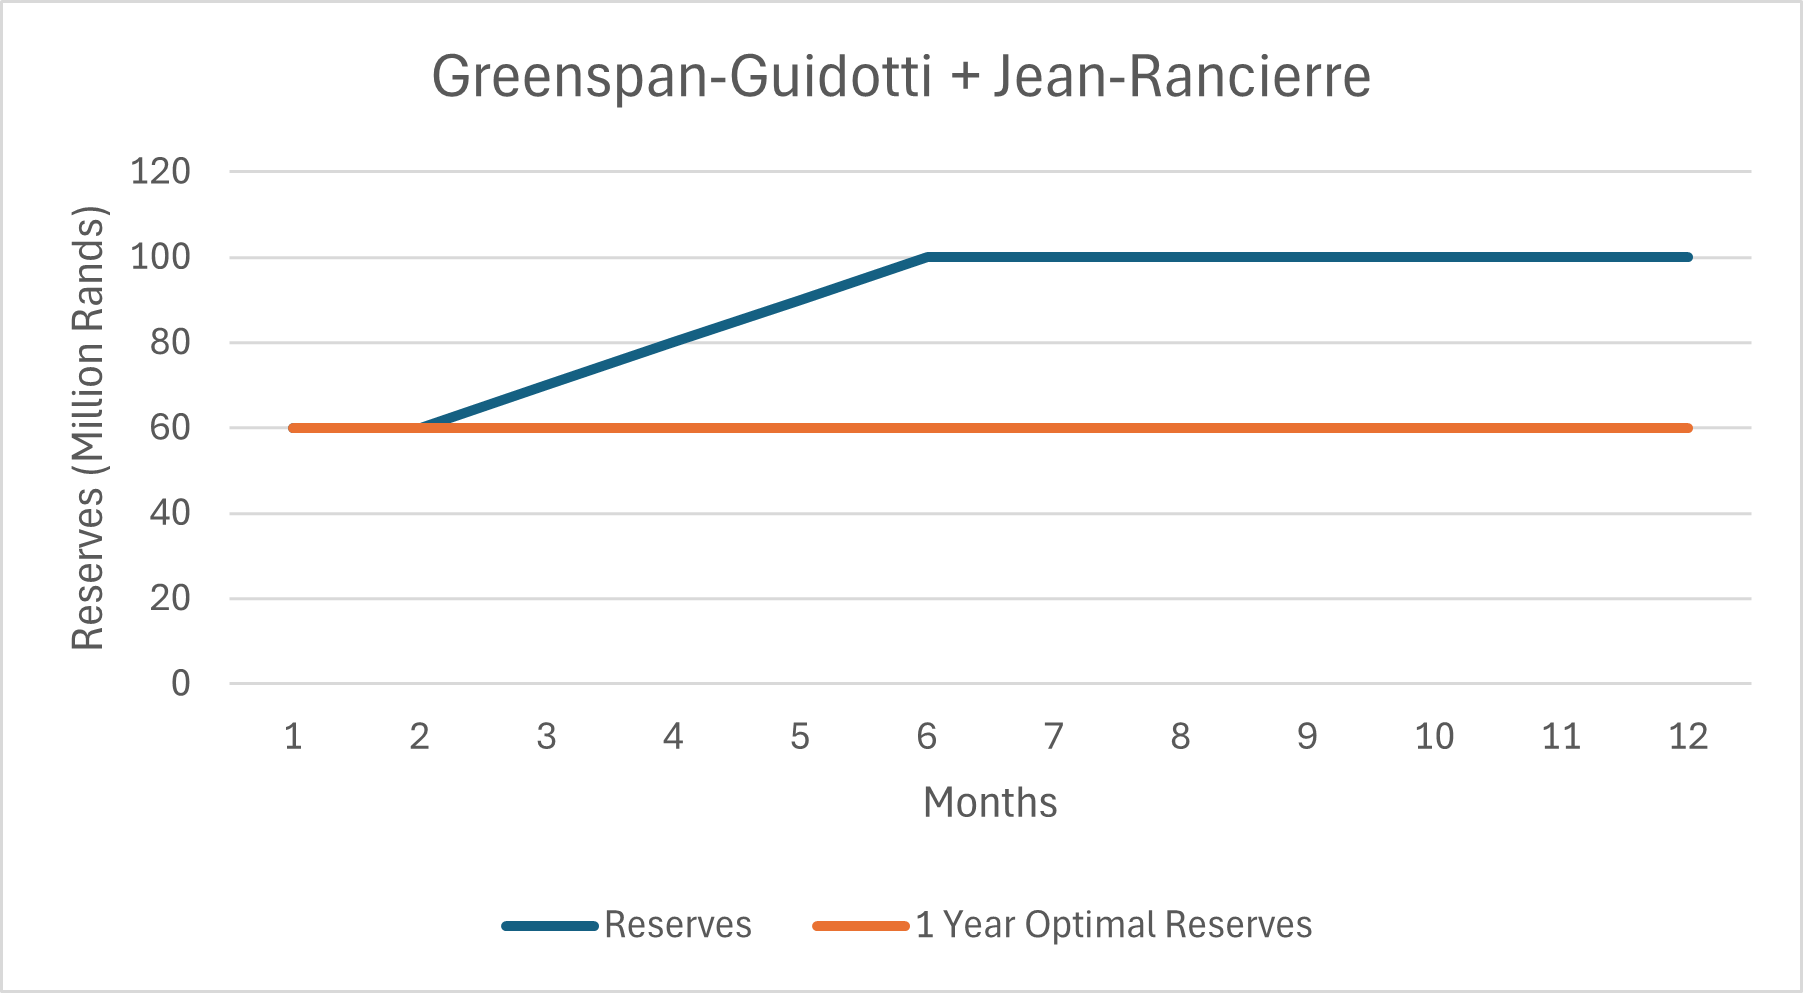 Greenspan-Guidotti + Jean-Rancierre
Reserves (Million Rands)
120
100
80
60
40
20
0
1 2 3 4 5 6 7 8 9 10 11 12
Months
Reserves 1 Year Optimal Reserves